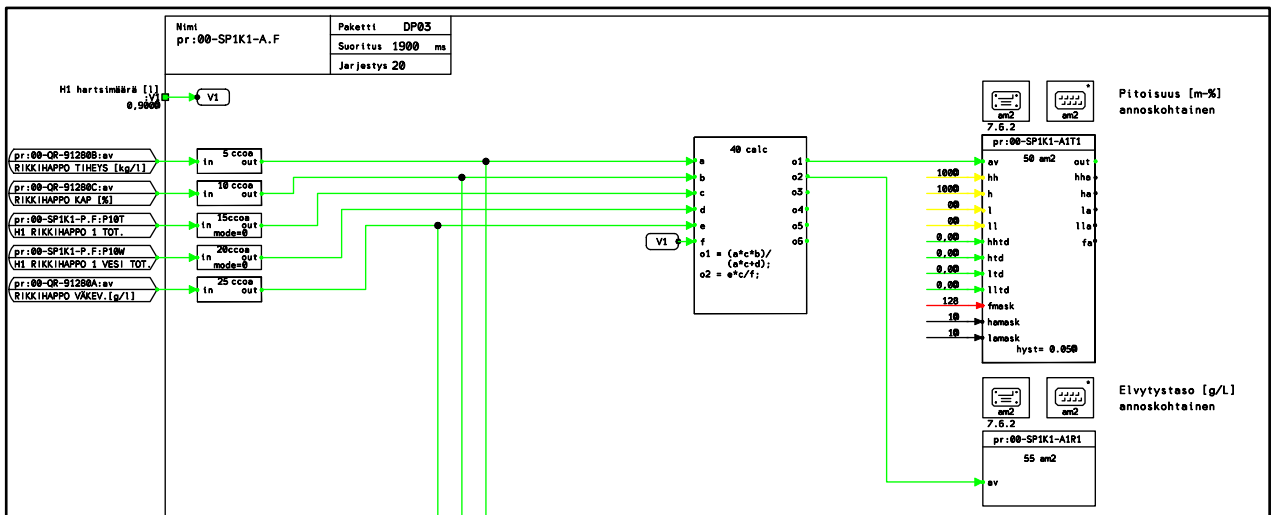 Nimi
pr:00-SP1K1-A.F
Paketti DP03
Suoritus 1900 ms
Jarjestys 20
H1 hartsimäärä [l]
:V1
0,9000
V1
pr:00-QR-91280B:av
RIKKIHAPPO TIHEYS [kg/l]
in 5 ccoa out
pr:00-QR-91280C:av
RIKKIHAPPO KAP [%]
in 10 ccoa out
pr:00-SP1K1-P.F:P10T
H1 RIKKIHAPPO 1 TOT.
in 15ccoa out
mode=0
pr:00-SP1K1-P.F:P10W
H1 RIKKIHAPPO 1 VESI TOT.
in 20ccoa out
mode=0
pr:00-QR-91280A:av
RIKKIHAPPO VÄKEV.[g/l]
in 25 ccoa out
40 calc
a o1
b o2
c o3
d o4
e o5
V1 f o6
o1 = (a*c*b)/
(a*c+d);
o2 = e*c/f;
am2
7.6.2
*
am2
Pitoisuus [m-%]
annoskohtainen
pr:00-SP1K1-A1T1
50 am2
av out
1000 hh hha
1000 h ha
00 l la
00 ll lla
0,00 hhtd fa
0,00 htd
0,00 ltd
0,00 lltd
128 fmask
10 hamask
10 lamask
hyst= 0.050
am2
7.6.2
*
am2
Elvytystaso [g/L]
annoskohtainen
pr:00-SP1K1-A1R1
55 am2
av